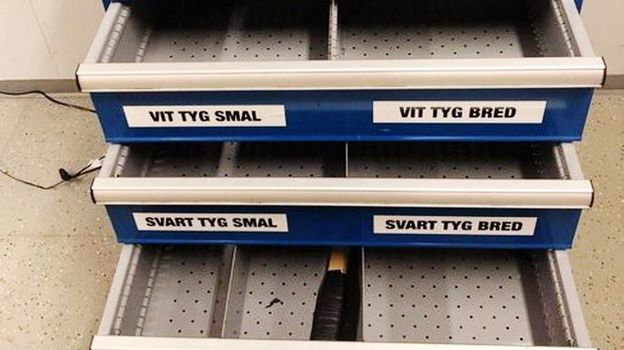 VIT TYG SMAL
VIT TYG BRED
SVART TYG SMAL
SVART TYG BRED